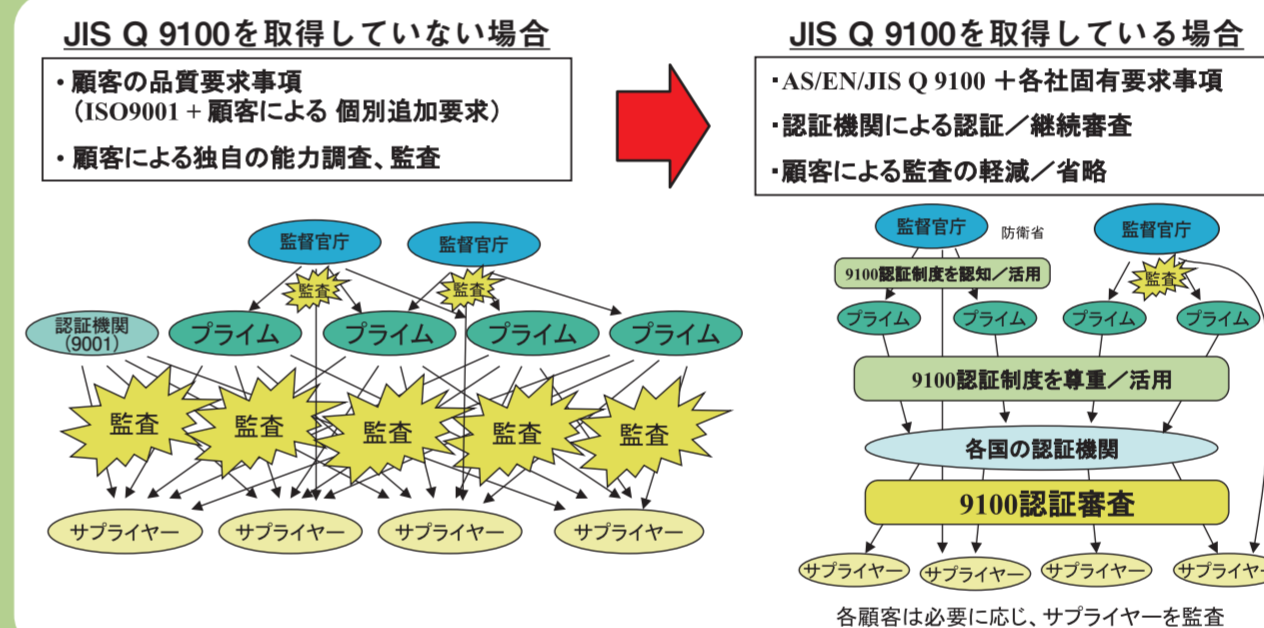 JIS Q 9100を取得していない場合
・顧客の品質要求事項
（ISO9001 + 顧客による 個別追加要求）
・顧客による独自の能力調査、監査
監督官庁
監督官庁
監査
監査
認証機関
(9001)
プライム
プライム
プライム
プライム
監査
監査
監査
監査
監査
サプライヤー
サプライヤー
サプライヤー
サプライヤー
JIS Q 9100を取得している場合
・AS/EN/JIS Q 9100 ＋各社固有要求事項
・認証機関による認証／継続審査
・顧客による監査の軽減／省略
監督官庁
防衛省
監督官庁
9100認証制度を認知／活用
監査
プライム
プライム
プライム
プライム
9100認証制度を尊重／活用
各国の認証機関
9100認証審査
サプライヤー
サプライヤー
サプライヤー
サプライヤー
各顧客は必要に応じ、サプライヤーを監査